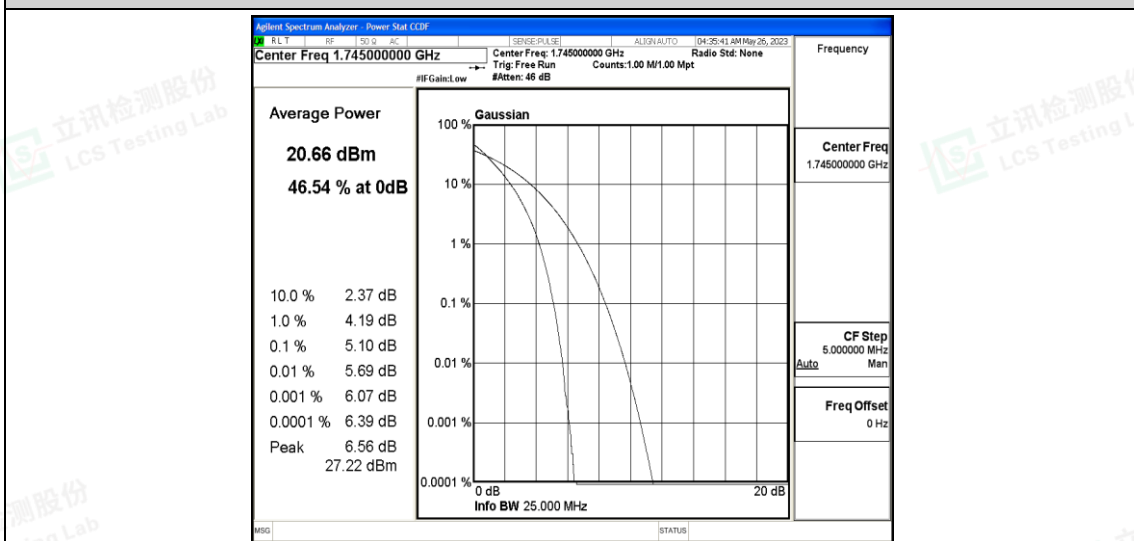 Agilent Spectrum Analyzer - Power Stat CCDF
RLT RF 50 Ω AC SENSE:PULSE ALIGN AUTO 04:35:41 AM May 26, 2023
Center Freq 1.745000000 GHz
Center Freq: 1.745000000 GHz Radio Std: None
Trig: Free Run Counts:1.00 M/1.00 Mpt
#IFGain:Low #Atten: 46 dB
Frequency
Average Power
20.66 dBm
46.54 % at 0dB
10.0 % 2.37 dB
1.0 % 4.19 dB
0.1 % 5.10 dB
0.01 % 5.69 dB
0.001 % 6.07 dB
0.0001 % 6.39 dB
Peak 6.56 dB
27.22 dBm
Gaussian
100 %
10 %
1 %
0.1 %
0.01 %
0.001 %
0.0001 %
0 dB 20 dB
Info BW 25.000 MHz
Center Freq
1.745000000 GHz
CF Step
5.000000 MHz
Auto Man
Freq Offset
0 Hz
MSG STATUS
立讯检测股份
LCS Testing Lab
立讯检测股份
LCS Testing L
测股份
ng Lab